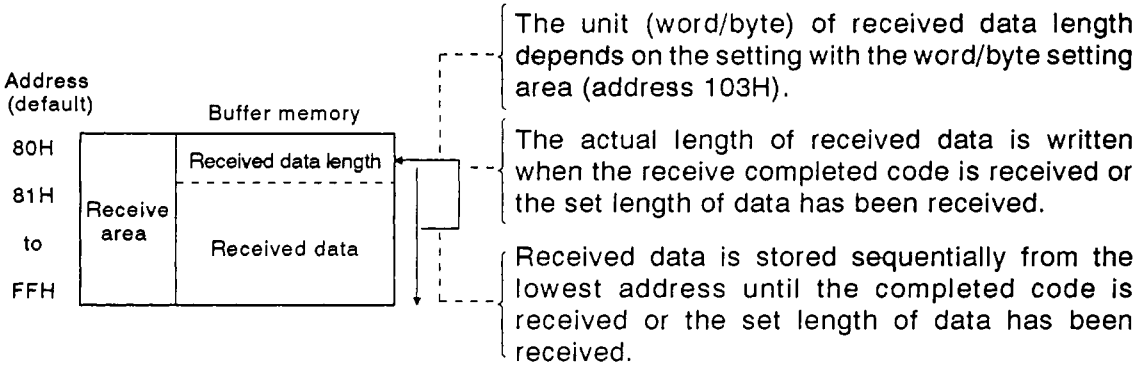 The unit (word/byte) of received data length
depends on the setting with the word/byte setting
area (address 103H).
Address
(default)
Buffer memory
80H
Received data length
The actual length of received data is written
when the receive completed code is received or
the set length of data has been received.
81H
Receive
area
to
Received data
FFH
Received data is stored sequentially from the
lowest address until the completed code is
received or the set length of data has been
received.